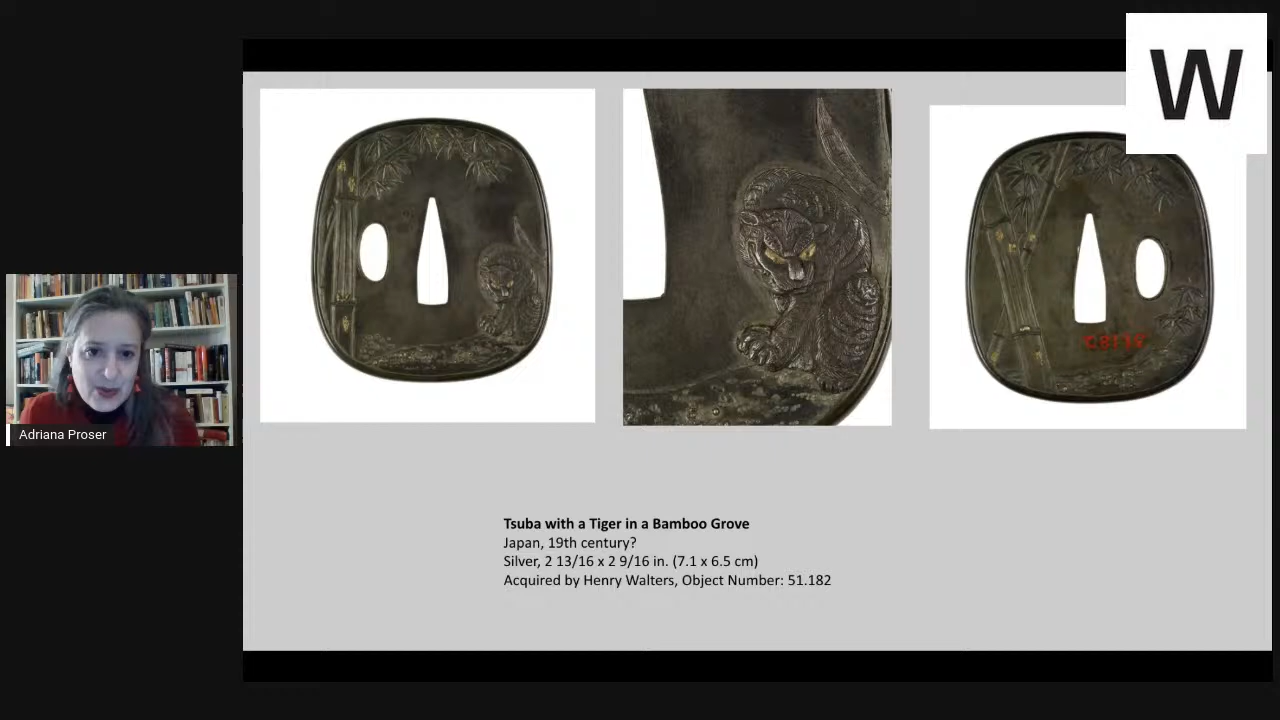 W
Adriana Proser
Tsuba with a Tiger in a Bamboo Grove
Japan, 19th century?
Silver, 2 13/16 x 2 9/16 in. (7.1 x 6.5 cm)
Acquired by Henry Walters, Object Number: 51.182